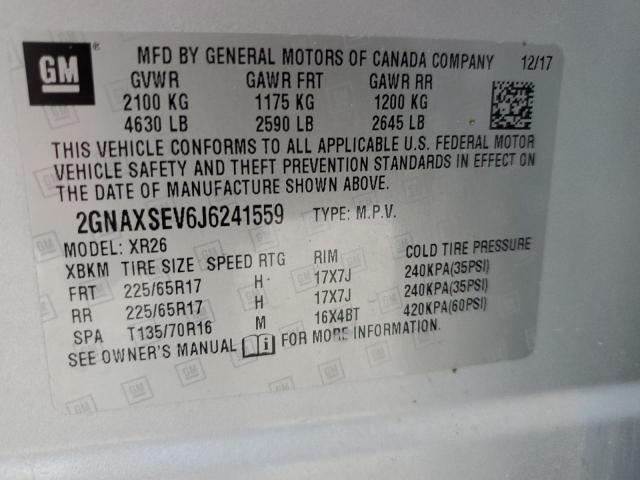 GM ®
MFD BY GENERAL MOTORS OF CANADA COMPANY 12/17
GVWR GAWR FRT GAWR RR
2100 KG 1175 KG 1200 KG
4630 LB 2590 LB 2645 LB
THIS VEHICLE CONFORMS TO ALL APPLICABLE U.S. FEDERAL MOTOR
VEHICLE SAFETY AND THEFT PREVENTION STANDARDS IN EFFECT ON
THE DATE OF MANUFACTURE SHOWN ABOVE.
2GNAXSEV6J6241559 TYPE: M.P.V.
MODEL: XR26
XBKM TIRE SIZE SPEED RTG RIM COLD TIRE PRESSURE
FRT 225/65R17 H 17X7J 240KPA(35PSI)
RR 225/65R17 H 17X7J 240KPA(35PSI)
SPA T135/70R16 M 16X4BT 420KPA(60PSI)
SEE OWNER'S MANUAL i FOR MORE INFORMATION.